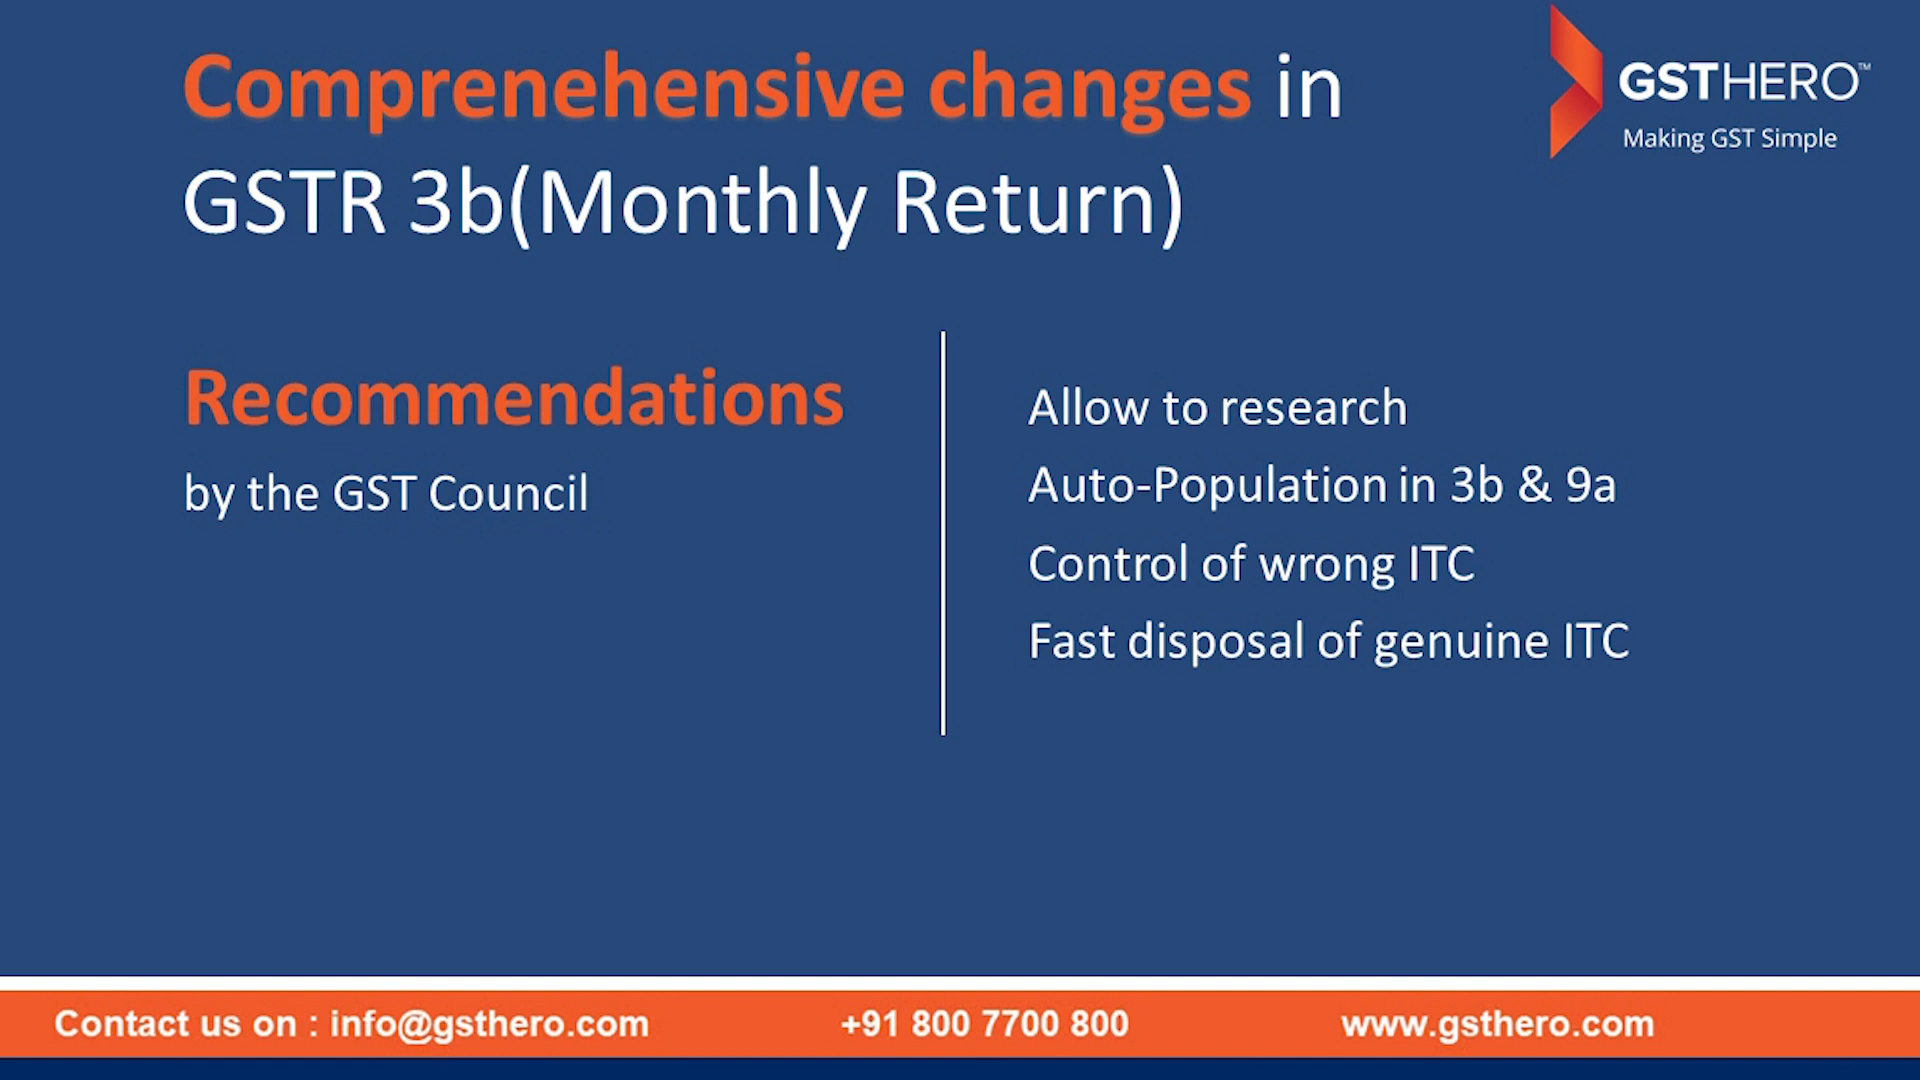 Comprenehensive changes in
GSTR 3b(Monthly Return)
GSTHERO™
Making GST Simple
Recommendations
by the GST Council
Allow to research
Auto-Population in 3b & 9a
Control of wrong ITC
Fast disposal of genuine ITC
Contact us on : info@gsthero.com
+91 800 7700 800
www.gsthero.com